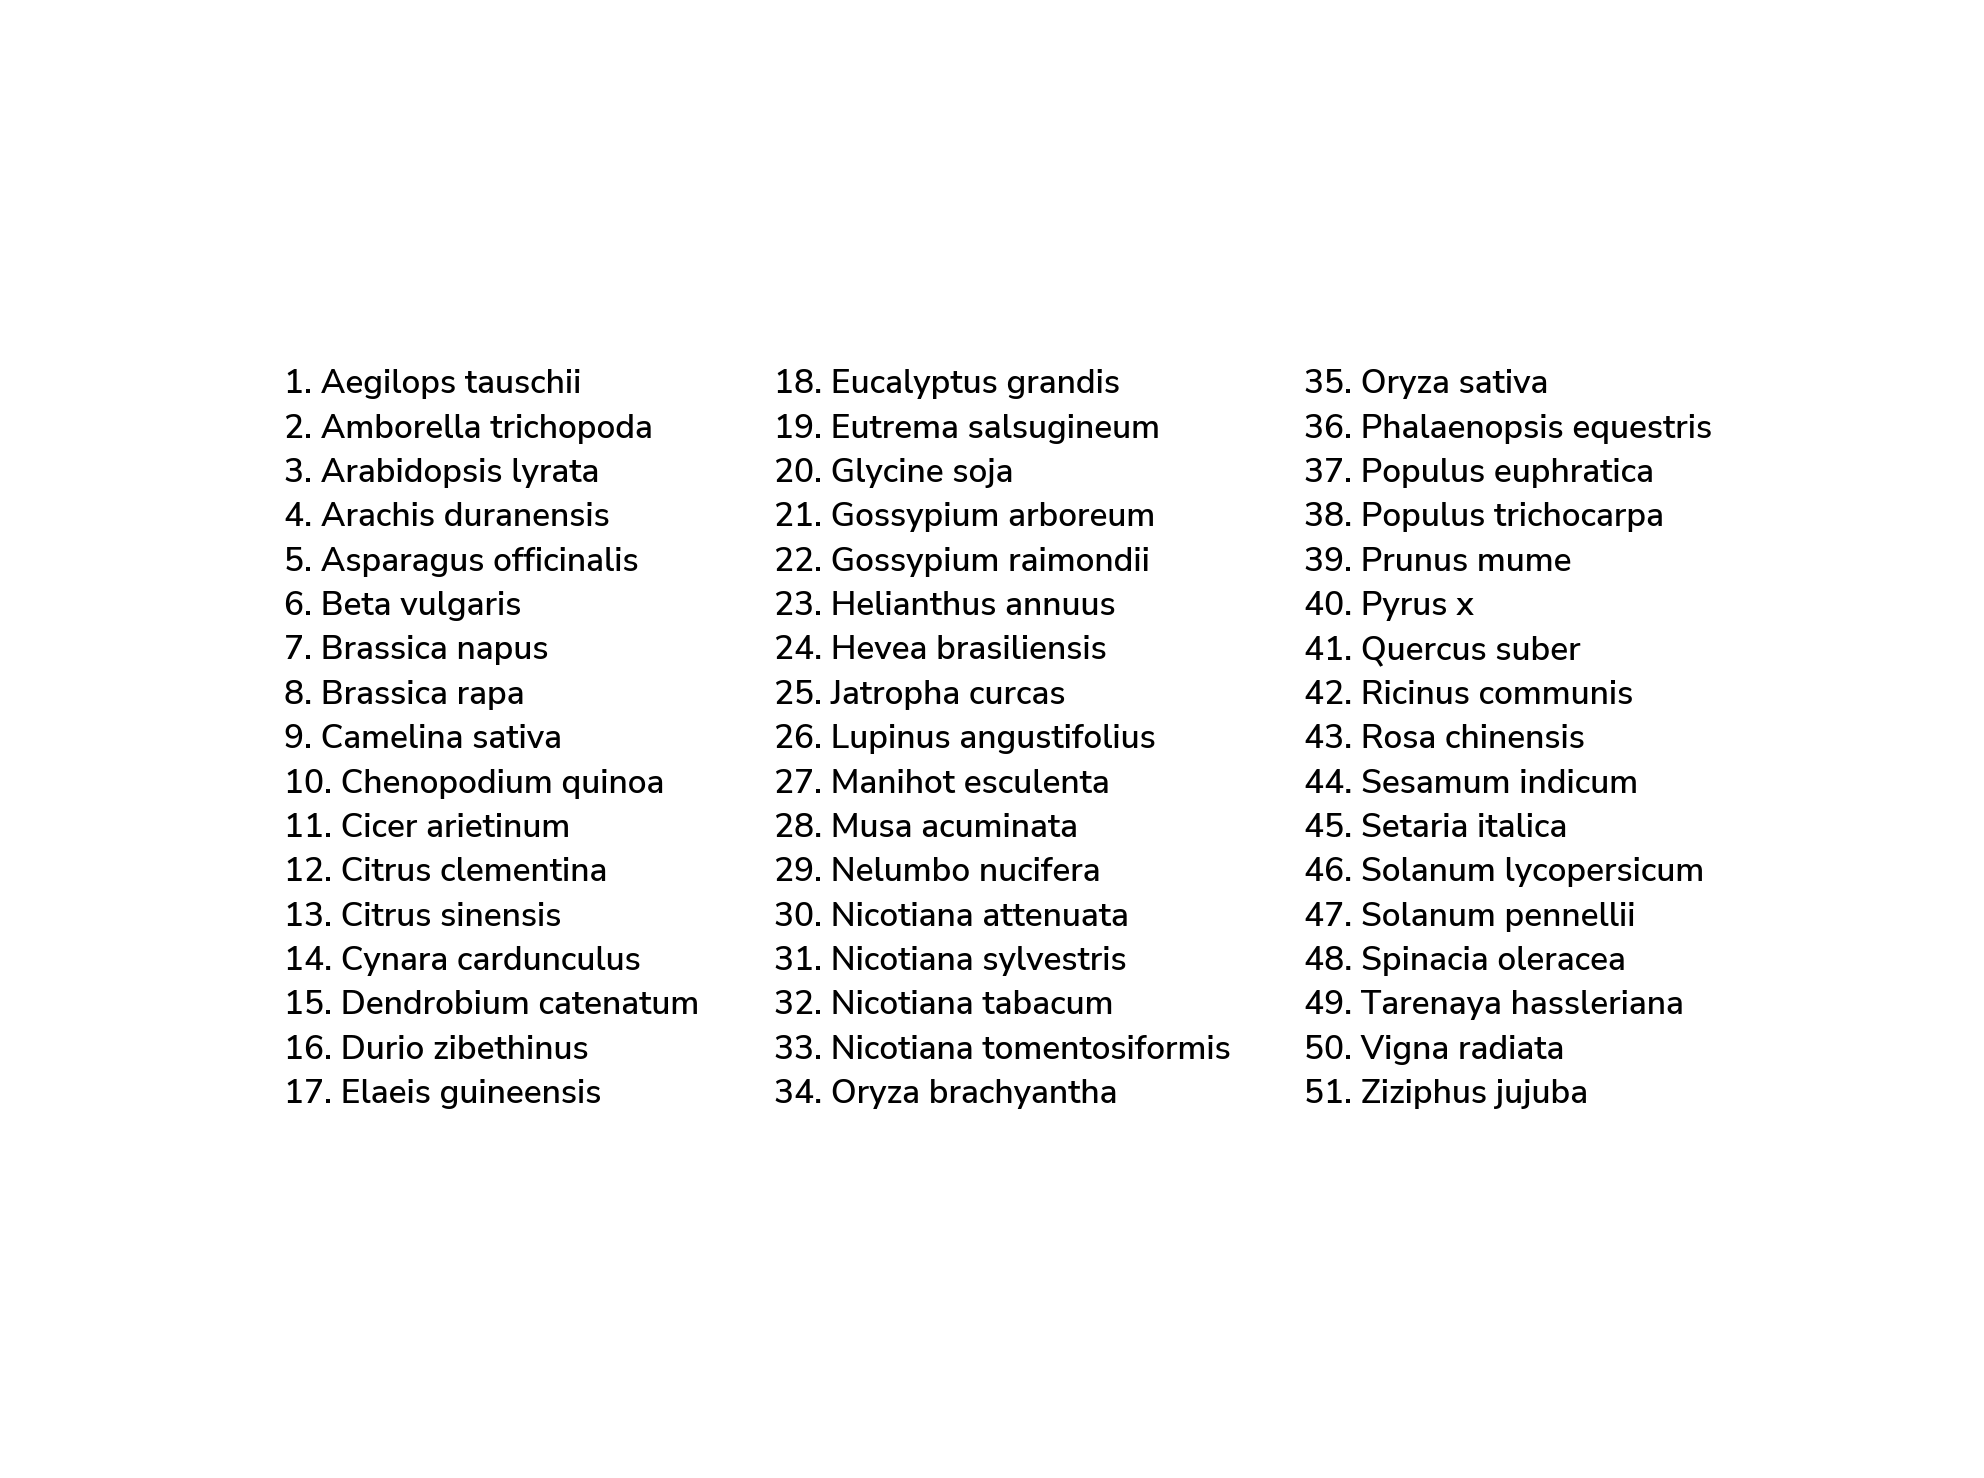 1. Aegilops tauschii
2. Amborella trichopoda
3. Arabidopsis lyrata
4. Arachis duranensis
5. Asparagus officinalis
6. Beta vulgaris
7. Brassica napus
8. Brassica rapa
9. Camelina sativa
10. Chenopodium quinoa
11. Cicer arietinum
12. Citrus clementina
13. Citrus sinensis
14. Cynara cardunculus
15. Dendrobium catenatum
16. Durio zibethinus
17. Elaeis guineensis
18. Eucalyptus grandis
19. Eutrema salsugineum
20. Glycine soja
21. Gossypium arboreum
22. Gossypium raimondii
23. Helianthus annuus
24. Hevea brasiliensis
25. Jatropha curcas
26. Lupinus angustifolius
27. Manihot esculenta
28. Musa acuminata
29. Nelumbo nucifera
30. Nicotiana attenuata
31. Nicotiana sylvestris
32. Nicotiana tabacum
33. Nicotiana tomentosiformis
34. Oryza brachyantha
35. Oryza sativa
36. Phalaenopsis equestris
37. Populus euphratica
38. Populus trichocarpa
39. Prunus mume
40. Pyrus x
41. Quercus suber
42. Ricinus communis
43. Rosa chinensis
44. Sesamum indicum
45. Setaria italica
46. Solanum lycopersicum
47. Solanum pennellii
48. Spinacia oleracea
49. Tarenaya hassleriana
50. Vigna radiata
51. Ziziphus jujuba